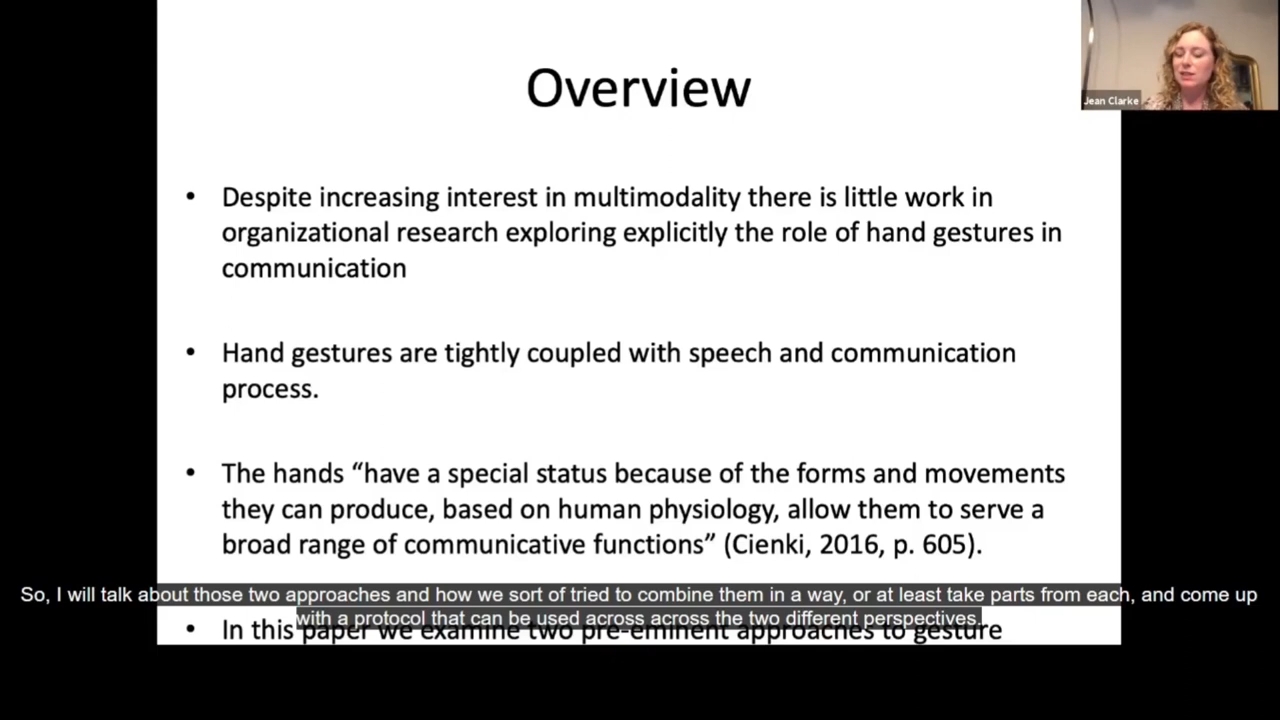 Overview
Jean Clarke
• Despite increasing interest in multimodality there is little work in
organizational research exploring explicitly the role of hand gestures in
communication
• Hand gestures are tightly coupled with speech and communication
process.
• The hands “have a special status because of the forms and movements
they can produce, based on human physiology, allow them to serve a
broad range of communicative functions” (Cienki, 2016, p. 605).
So, I will talk about those two approaches and how we sort of tried to combine them in a way, or at least take parts from each, and come up
with a protocol that can be used across across the two different perspectives.
• In this paper we examine two pre-eminent approaches to gesture